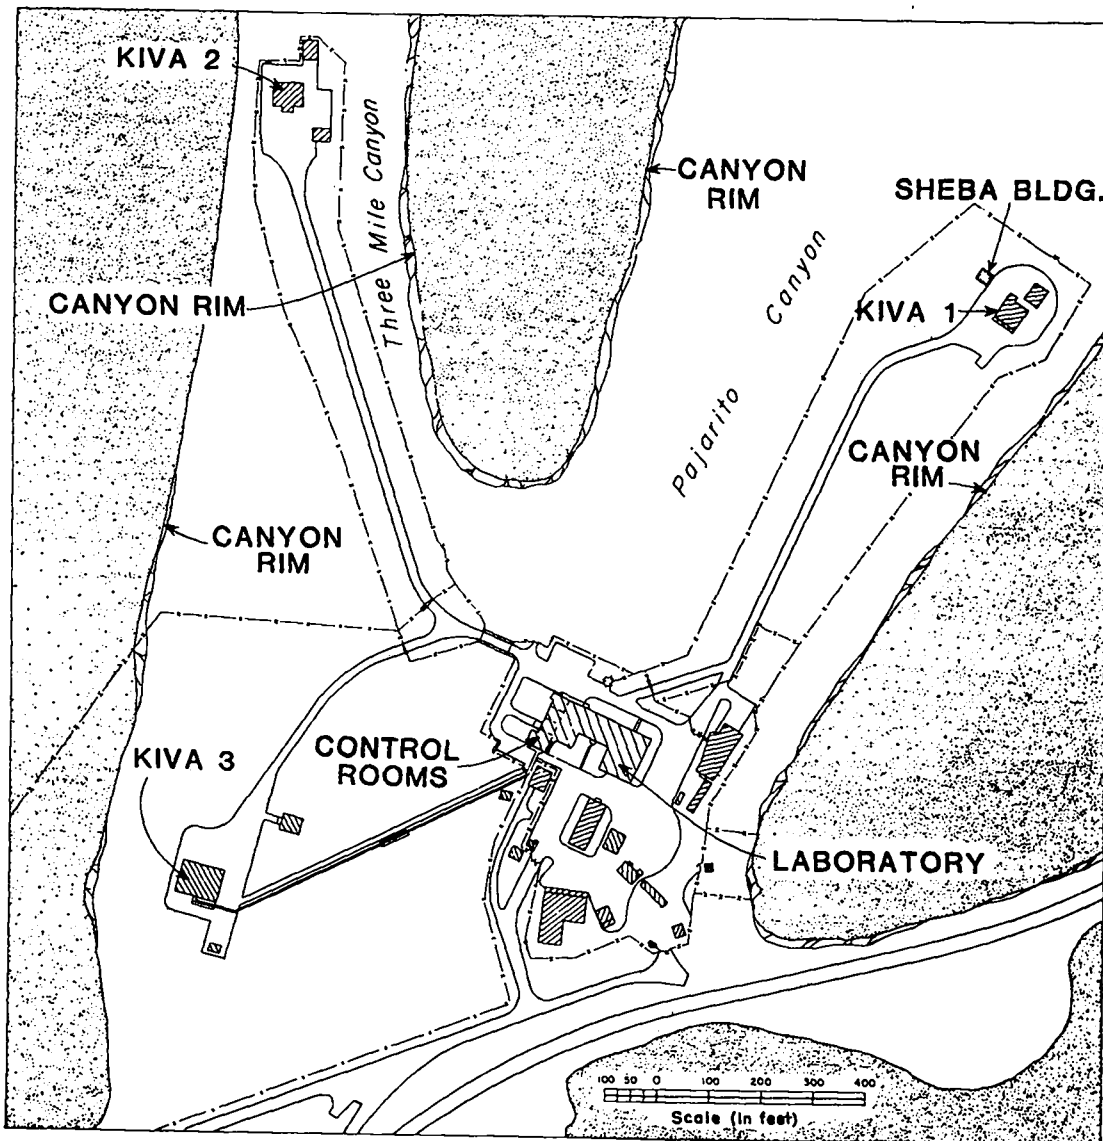 KIVA 2
Three Mile Canyon
CANYON
RIM
SHEBA BLDG.
Pajarito Canyon
CANYON RIM
KIVA 1
CANYON
RIM
CANYON
RIM
KIVA 3
CONTROL
ROOMS
LABORATORY
100 50 0 100 200 300 400
Scale (in feet)